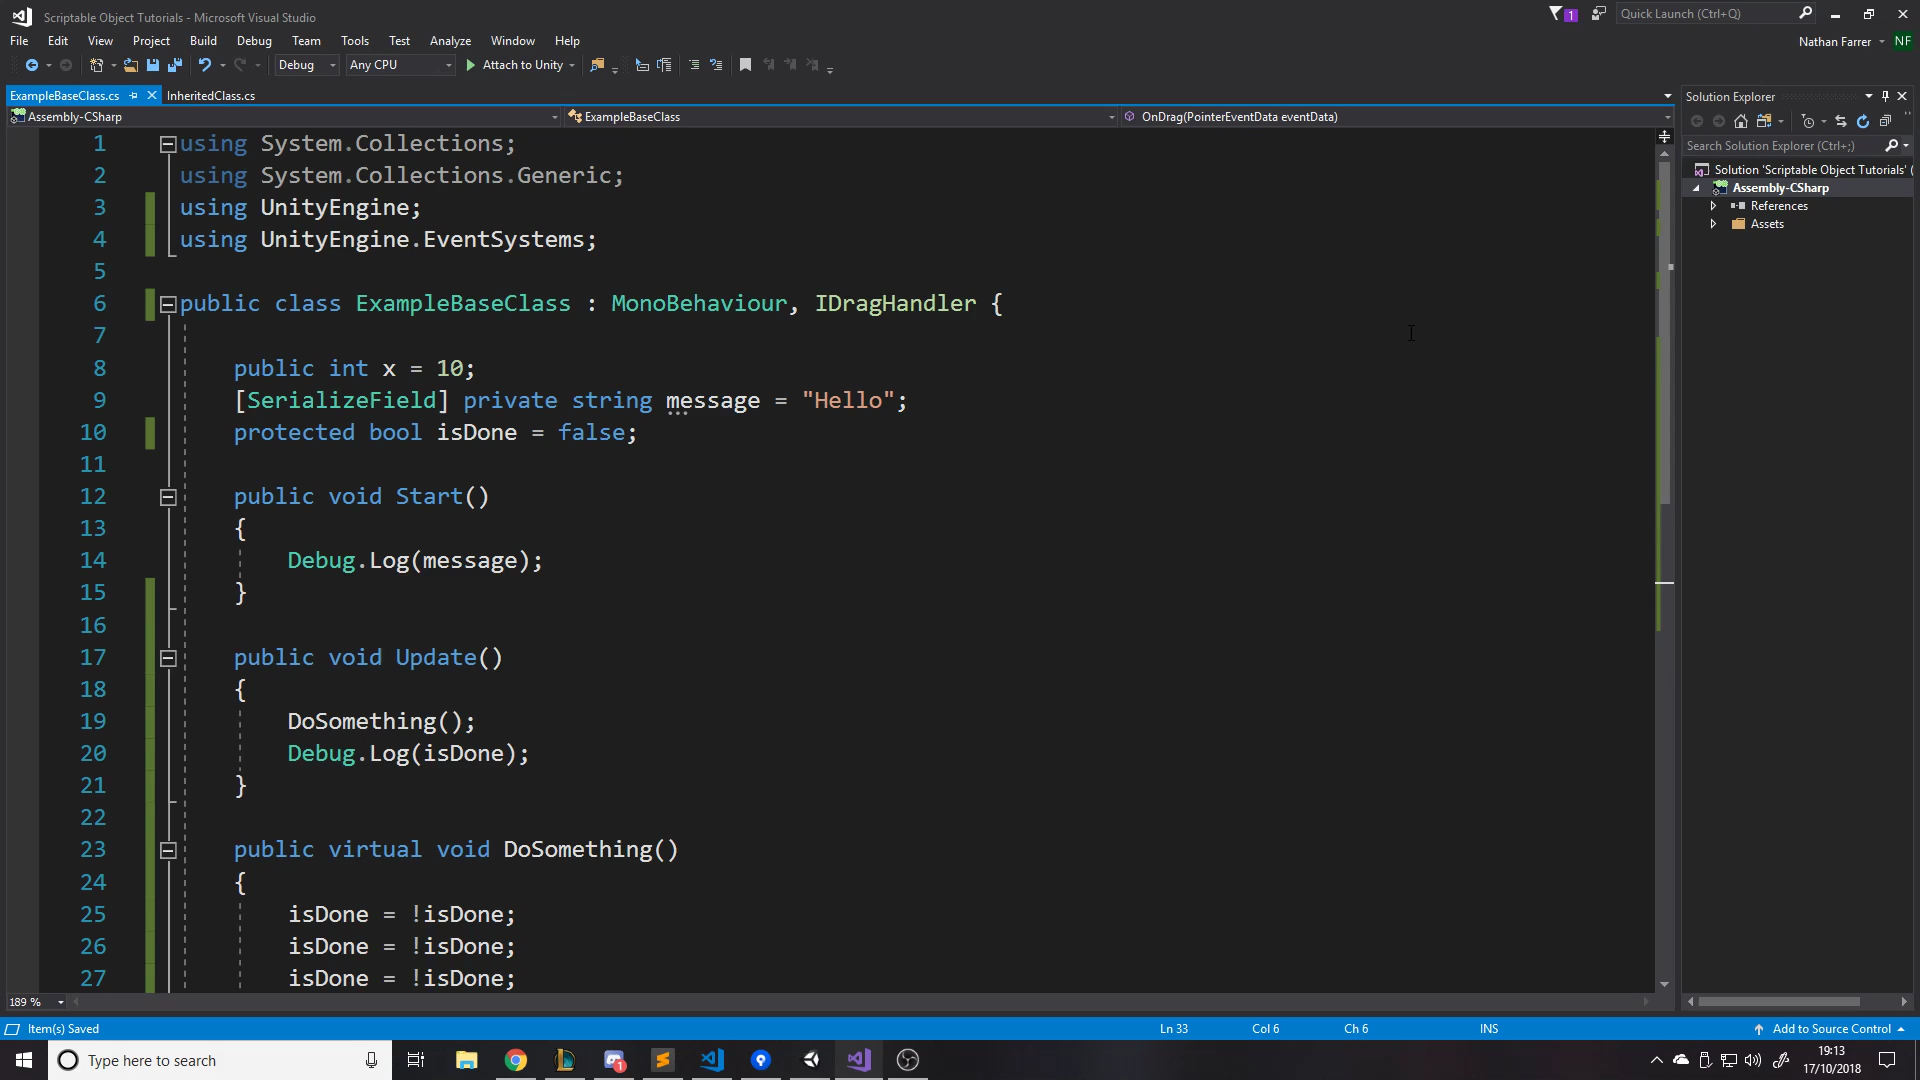 Scriptable Object Tutorials - Microsoft Visual Studio
1
Quick Launch (Ctrl+Q)
File Edit View Project Build Debug Team Tools Test Analyze Window Help
Nathan Farrer NF
Debug Any CPU Attach to Unity
ExampleBaseClass.cs InheritedClass.cs
Assembly-CSharp ExampleBaseClass OnDrag(PointerEventData eventData)
1 using System.Collections;
2 using System.Collections.Generic;
3 using UnityEngine;
4 using UnityEngine.EventSystems;
5
6 public class ExampleBaseClass : MonoBehaviour, IDragHandler {
7
8 public int x = 10;
9 [SerializeField] private string message = "Hello";
10 protected bool isDone = false;
11
12 public void Start()
13 {
14 Debug.Log(message);
15 }
16
17 public void Update()
18 {
19 DoSomething();
20 Debug.Log(isDone);
21 }
22
23 public virtual void DoSomething()
24 {
25 isDone = !isDone;
26 isDone = !isDone;
27 isDone = !isDone;
189 %
Solution Explorer
Search Solution Explorer (Ctrl+;)
Solution 'Scriptable Object Tutorials' (
Assembly-CSharp
References
Assets
Item(s) Saved Ln 33 Col 6 Ch 6 INS Add to Source Control
Type here to search
1
19:13
17/10/2018